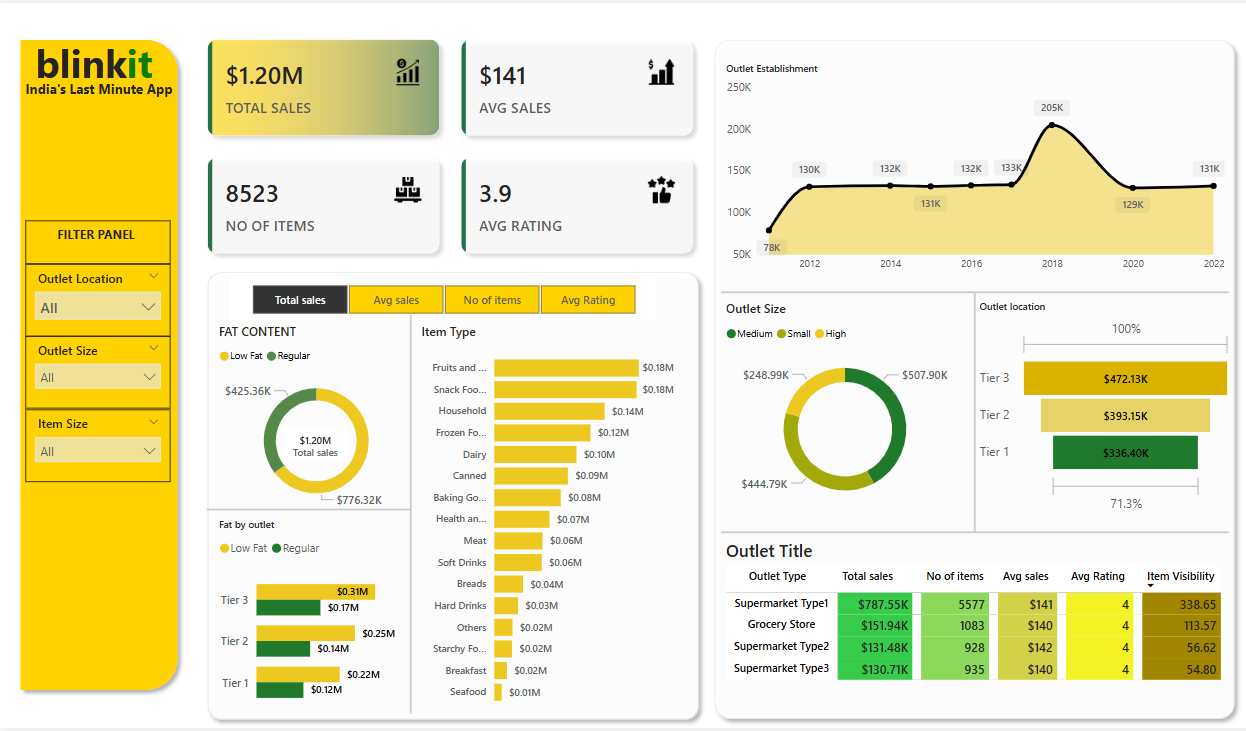 blinkit
India's Last Minute App
FILTER PANEL
Outlet Location
All
Outlet Size
All
Item Size
All
$1.20M
TOTAL SALES
$141
AVG SALES
8523
NO OF ITEMS
3.9
AVG RATING
Total sales
Avg sales
No of items
Avg Rating
FAT CONTENT
Low Fat
Regular
$425.36K
$1.20M
Total sales
$776.32K
Fat by outlet
Low Fat
Regular
Tier 3
$0.31M
$0.17M
Tier 2
$0.25M
$0.14M
Tier 1
$0.22M
$0.12M
Item Type
Fruits and ... $0.18M
Snack Foo... $0.18M
Household $0.14M
Frozen Fo... $0.12M
Dairy $0.10M
Canned $0.09M
Baking Go... $0.08M
Health an... $0.07M
Meat $0.06M
Soft Drinks $0.06M
Breads $0.04M
Hard Drinks $0.03M
Others $0.02M
Starchy Fo... $0.02M
Breakfast $0.02M
Seafood $0.01M
Outlet Establishment
250K
200K
150K
100K
50K
78K
130K
132K
131K
132K
133K
205K
129K
131K
2012 2014 2016 2018 2020 2022
Outlet Size
Medium Small High
$248.99K
$507.90K
$444.79K
Outlet location
100%
Tier 3 $472.13K
Tier 2 $393.15K
Tier 1 $336.40K
71.3%
Outlet Title
Outlet Type Total sales No of items Avg sales Avg Rating Item Visibility
Supermarket Type1 $787.55K 5577 $141 4 338.65
Grocery Store $151.94K 1083 $140 4 113.57
Supermarket Type2 $131.48K 928 $142 4 56.62
Supermarket Type3 $130.71K 935 $140 4 54.80